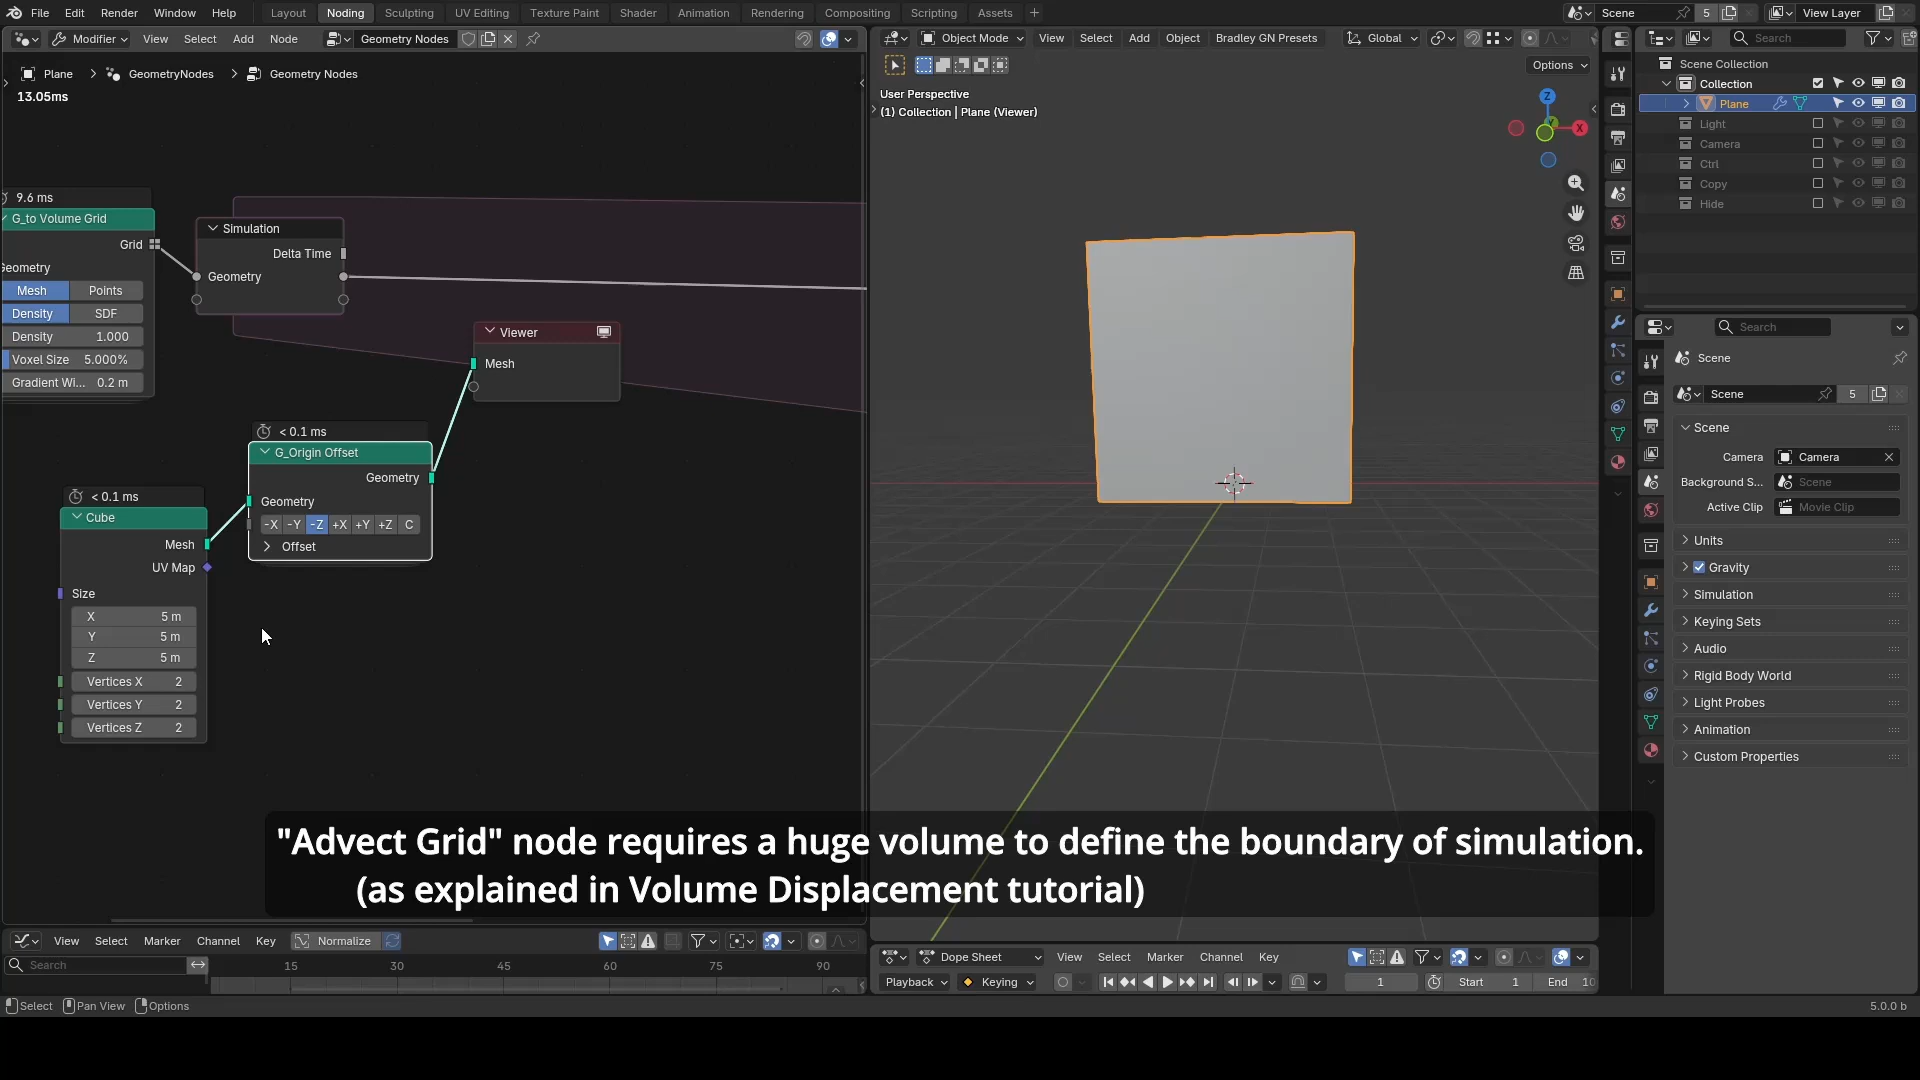 File Edit Render Window Help
Layout Noding Sculpting UV Editing Texture Paint Shader Animation Rendering Compositing Scripting Assets +
Scene 5 View Layer
Modifier View Select Add Node Geometry Nodes
Object Mode View Select Add Object Bradley GN Presets Global
Search
Options
Plane > GeometryNodes > Geometry Nodes
13.05ms
User Perspective
(1) Collection | Plane (Viewer)
Z
Y
X
Scene Collection
Collection
Plane
Light
Camera
Ctrl
Copy
Hide
9.6 ms
G_to Volume Grid
Grid
Geometry
Mesh Points
Density SDF
Density 1.000
Voxel Size 5.000%
Gradient Wi... 0.2 m
Simulation
Delta Time
Geometry
Viewer
Mesh
< 0.1 ms
G_Origin Offset
Geometry
Geometry
-X -Y -Z +X +Y +Z C
Offset
< 0.1 ms
Cube
Mesh
UV Map
Size
X 5 m
Y 5 m
Z 5 m
Vertices X 2
Vertices Y 2
Vertices Z 2
Search
Scene
Scene 5
Scene
Camera Camera
Background S... Scene
Active Clip Movie Clip
Units
Gravity
Simulation
Keying Sets
Audio
Rigid Body World
Light Probes
Animation
Custom Properties
"Advect Grid" node requires a huge volume to define the boundary of simulation.
(as explained in Volume Displacement tutorial)
View Select Marker Channel Key Normalize
Search
15 30 45 60 75 90
Dope Sheet View Select Marker Channel Key
Playback Keying 1 Start 1 End 10
Select Pan View Options
5.0.0 b